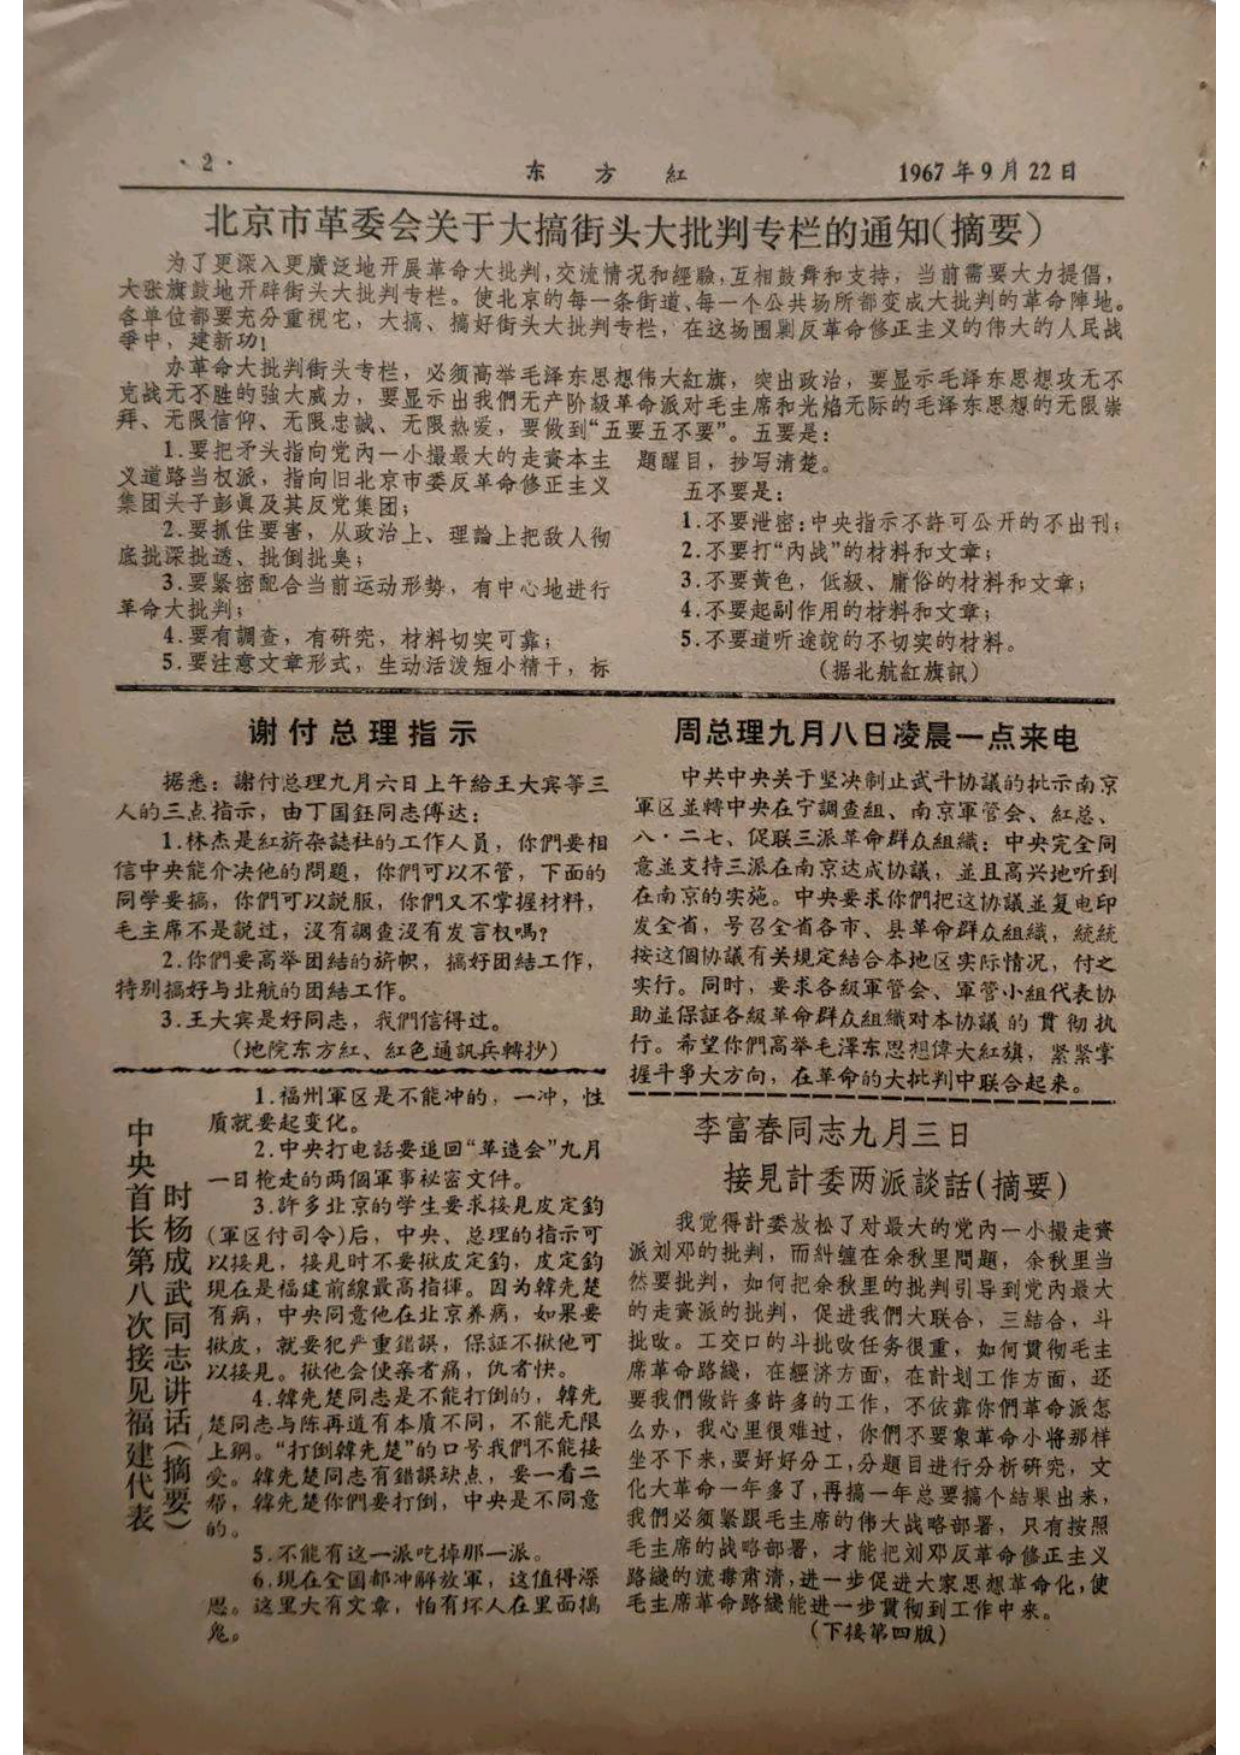 · 2 ·
东 方 紅
1967年9月22日
北京市革委会关于大搞街头大批判专栏的通知(摘要)
为了更深入更廣泛地开展革命大批判,交流情况和經驗,互相鼓舞和支持,当前需要大力提倡,
大张旗鼓地开辟街头大批判专栏。使北京的每一条街道、每一个公共场所都变成大批判的革命陣地。
各单位都要充分重視它,大搞、搞好街头大批判专栏,在这场围剿反革命修正主义的伟大的人民战
爭中,建新功!
办革命大批判街头专栏,必须高举毛泽东思想伟大紅旗,突出政治,要显示毛泽东思想攻无不
克战无不胜的強大威力,要显示出我們无产阶級革命派对毛主席和光焰无际的毛泽东思想的无限崇
拜、无限信仰、无限忠誠、无限热爱,要做到“五要五不要”。五要是:
1.要把矛头指向党內一小撮最大的走資本主
义道路当权派,指向旧北京市委反革命修正主义
集团头子彭眞及其反党集团;
2.要抓住要害,从政治上、理論上把敌人彻
底批深批透、批倒批臭;
3.要緊密配合当前运动形势,有中心地进行
革命大批判;
4.要有調查,有研究,材料切实可靠;
5.要注意文章形式,生动活泼短小精干,标
題醒目,抄写清楚。
五不要是:
1.不要泄密:中央指示不許可公开的不出刊;
2.不要打“內战”的材料和文章;
3.不要黃色,低級、庸俗的材料和文章;
4.不要起副作用的材料和文章;
5.不要道听途說的不切实的材料。
(据北航紅旗訊)
谢付总理指示
据悉:謝付总理九月六日上午給王大宾等三
人的三点指示,由丁国鈺同志傳达:
1.林杰是紅旂杂誌社的工作人員,你們要相
信中央能介决他的問題,你們可以不管,下面的
同学要搞,你們可以說服,你們又不掌握材料,
毛主席不是說过,沒有調查沒有发言权嗎?
2.你們要高举团結的旂帜,搞好团結工作,
特别搞好与北航的团結工作。
3.王大宾是好同志,我們信得过。
(地院东方紅、紅色通訊兵轉抄)
中央首长第八次接见福建代表
时杨成武同志讲话(摘要)
1.福州軍区是不能冲的,一冲,性
质就要起变化。
2.中央打电話要追回“革造会”九月
一日枪走的两個軍事祕密文件。
3.許多北京的学生要求接見皮定鈞
(軍区付司令)后,中央、总理的指示可
以接見,接見时不要揪皮定鈞,皮定鈞
現在是福建前線最高指揮。因为韓先楚
有病,中央同意他在北京养病,如果要
揪皮,就要犯严重錯誤,保証不揪他可
以接見。揪他会使亲者痛,仇者快。
4.韓先楚同志是不能打倒的,韓先
楚同志与陈再道有本质不同,不能无限
上綱。“打倒韓先楚”的口号我們不能接
受。韓先楚同志有錯誤缺点,要一看二
帮,韓先楚你們要打倒,中央是不同意
的。
5.不能有这一派吃掉那一派。
6.現在全国都冲解放軍,这值得深
思。这里大有文章,怕有坏人在里面搗
鬼。
周总理九月八日凌晨一点来电
中共中央关于坚决制止武斗协議的批示南京
軍区並轉中央在宁調查組、南京軍管会、紅总、
八·二七、促联三派革命群众組織:中央完全同
意並支持三派在南京达成协議,並且高兴地听到
在南京的实施。中央要求你們把这协議並复电印
发全省,号召全省各市、县革命群众組織,統統
按这個协議有关規定結合本地区实际情況,付之
实行。同时,要求各級軍管会、軍管小組代表协
助並保証各級革命群众組織对本协議的貫彻执
行。希望你們高举毛澤东思想偉大紅旗,紧紧掌
握斗爭大方向,在革命的大批判中联合起来。
李富春同志九月三日
接見計委两派談話(摘要)
我觉得計委放松了对最大的党內一小撮走資
派刘邓的批判,而糾缠在余秋里問題,余秋里当
然要批判,如何把余秋里的批判引导到党內最大
的走資派的批判,促进我們大联合,三結合,斗
批改。工交口的斗批改任务很重,如何貫彻毛主
席革命路綫,在經济方面,在計划工作方面,还
要我們做許多許多的工作,不依靠你們革命派怎
么办,我心里很难过,你們不要象革命小將那样
坐不下来,要好好分工,分題目进行分析研究,文
化大革命一年多了,再搞一年总要搞个結果出来,
我們必须緊跟毛主席的伟大战略部署,只有按照
毛主席的战略部署,才能把刘邓反革命修正主义
路綫的流毒肃清,进一步促进大家思想革命化,使
毛主席革命路綫能进一步貫彻到工作中来。
(下接第四版)